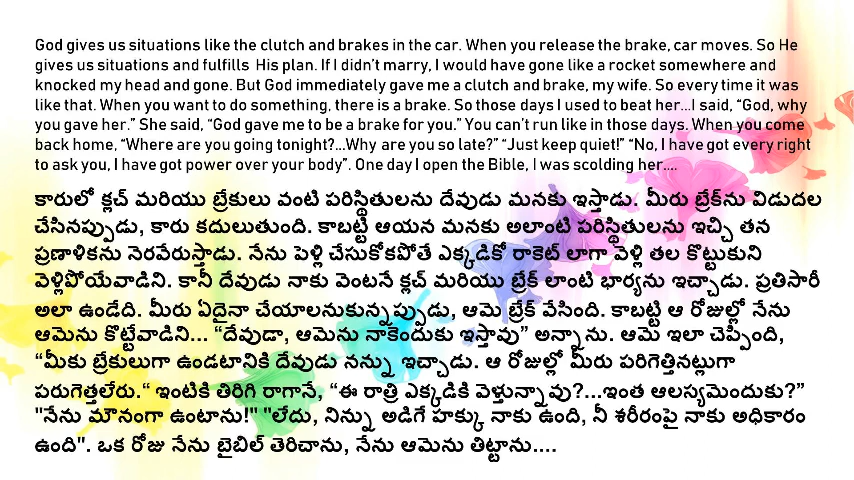 God gives us situations like the clutch and brakes in the car. When you release the brake, car moves. So He
gives us situations and fulfills His plan. If I didn't marry, I would have gone like a rocket somewhere and
knocked my head and gone. But God immediately gave me a clutch and brake, my wife. So every time it was
like that. When you want to do something, there is a brake. So those days I used to beat her...I said, “God, why
you gave her.” She said, “God gave me to be a brake for you.” You can't run like in those days. When you come
back home, “Where are you going tonight?...Why are you so late?” “Just keep quiet!” “No, I have got every right
to ask you, I have got power over your body”. One day I open the Bible, I was scolding her....
కారులో క్లచ్ మరియు బ్రేకులు వంటి పరిస్థితులను దేవుడు మనకు ఇస్తాడు. మీరు బ్రేక్‌ను విడుదల
చేసినప్పుడు, కారు కదులుతుంది. కాబట్టి ఆయన మనకు అలాంటి పరిస్థితులను ఇచ్చి తన
ప్రణాళికను నెరవేరుస్తాడు. నేను పెళ్లి చేసుకోకపోతే ఎక్కడికో రాకెట్ లాగా వెళ్లి తల కొట్టుకుని
వెళ్లిపోయేవాడిని. కానీ దేవుడు నాకు వెంటనే క్లచ్ మరియు బ్రేక్ లాంటి భార్యను ఇచ్చాడు. ప్రతిసారీ
అలా ఉండేది. మీరు ఏదైనా చేయాలనుకున్నప్పుడు, ఆమె బ్రేక్ వేసింది. కాబట్టి ఆ రోజుల్లో నేను
ఆమెను కొట్టేవాడిని... “దేవుడా, ఆమెను నాకెందుకు ఇస్తావు” అన్నాను. ఆమె ఇలా చెప్పింది,
“మీకు బ్రేకులుగా ఉండటానికి దేవుడు నన్ను ఇచ్చాడు. ఆ రోజుల్లో మీరు పరిగెత్తినట్లుగా
పరుగెత్తలేరు.“ ఇంటికి తిరిగి రాగానే, “ఈ రాత్రి ఎక్కడికి వెళ్తున్నావు?...ఇంత ఆలస్యమెందుకు?”
"నేను మౌనంగా ఉంటాను!" "లేదు, నిన్ను అడిగే హక్కు నాకు ఉంది, నీ శరీరంపై నాకు అధికారం
ఉంది". ఒక రోజు నేను బైబిల్ తెరిచాను, నేను ఆమెను తిట్టాను....